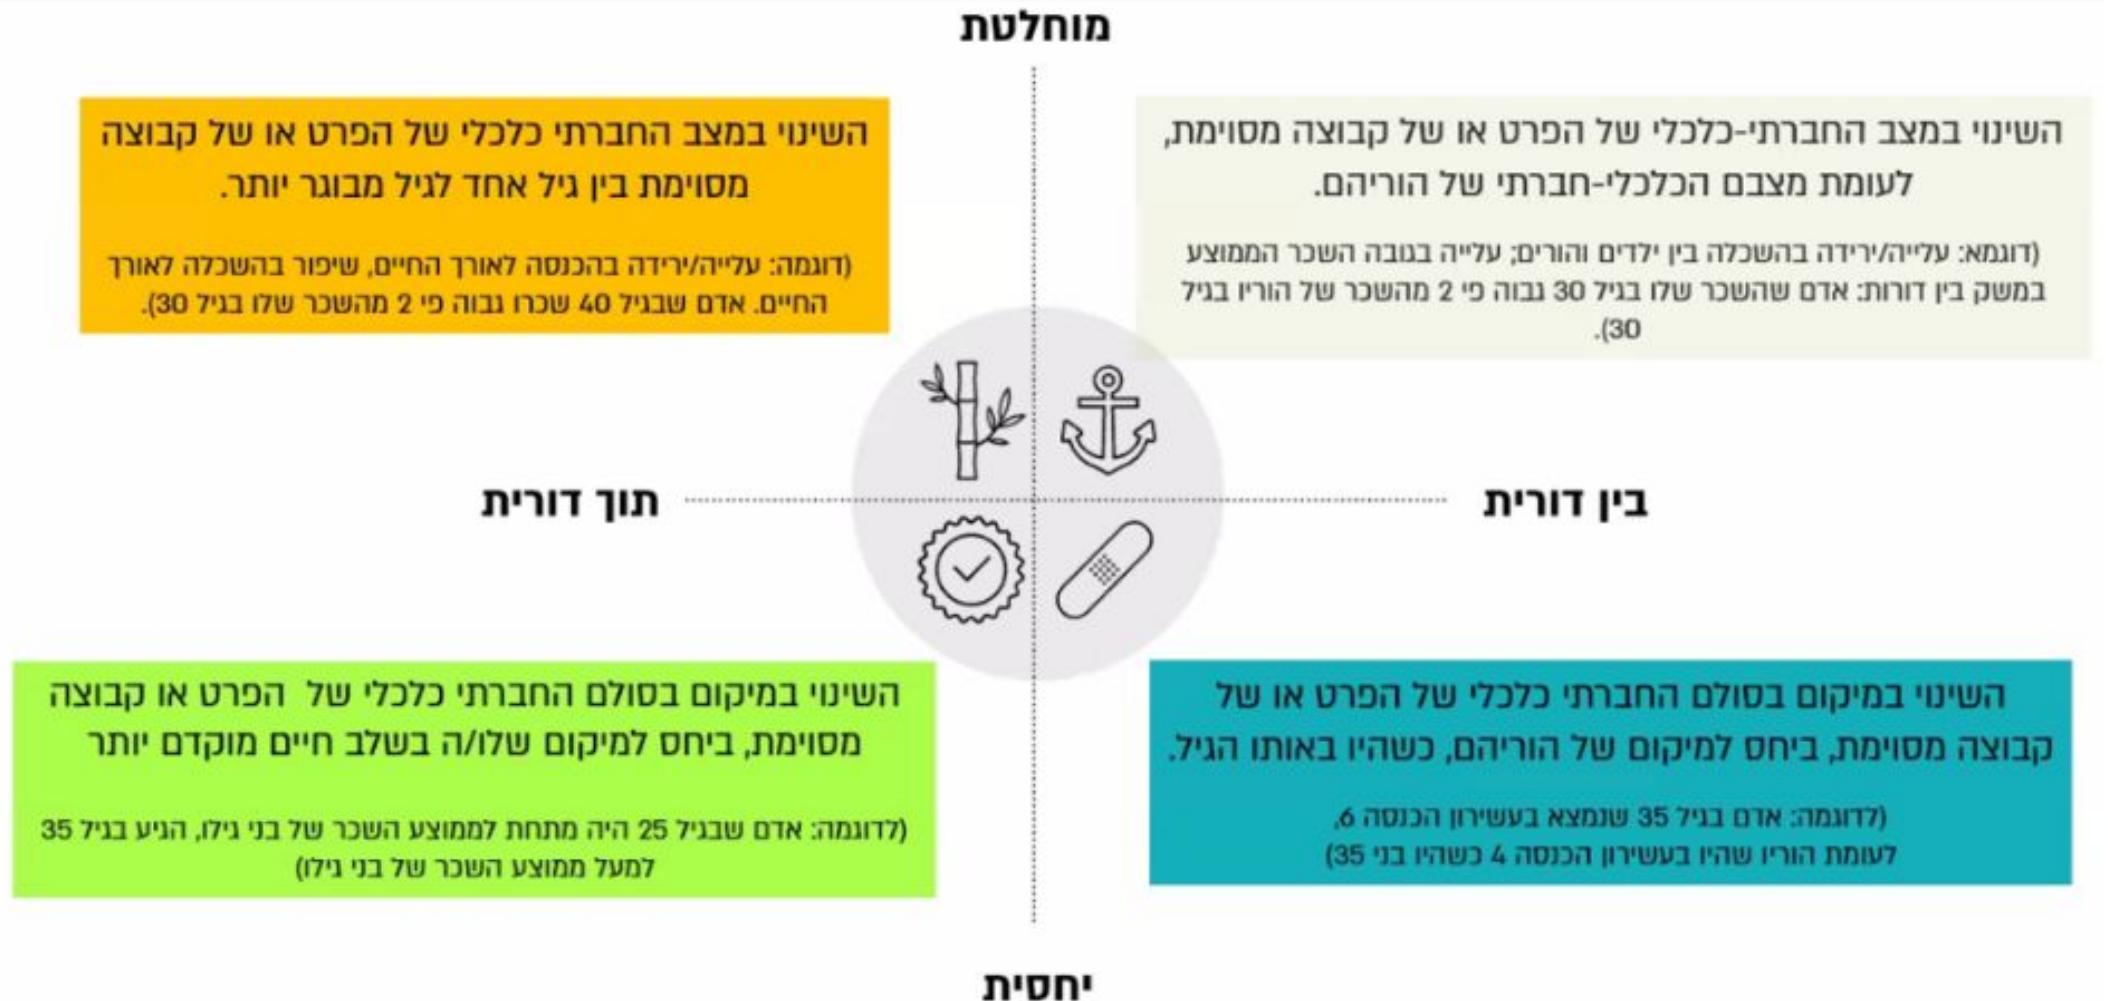 מוחלטת
השינוי במצב החברתי-כלכלי של הפרט או של קבוצה מסוימת,
לעומת מצבם הכלכלי-חברתי של הוריהם.
(דוגמא: עלייה/ירידה בהשכלה בין ילדים והורים; עלייה בגובה השכר הממוצע
במשק בין דורות: אדם שהשכר שלו בגיל 30 גבוה פי 2 מהשכר של הוריו בגיל
30).
השינוי במצב החברתי כלכלי של הפרט או של קבוצה
מסוימת בין גיל אחד לגיל מבוגר יותר.
(דוגמה: עלייה/ירידה בהכנסה לאורך החיים, שיפור בהשכלה לאורך
החיים. אדם שבגיל 40 שכרו גבוה פי 2 מהשכר שלו בגיל 30).
בין דורית
תוך דורית
השינוי במיקום בסולם החברתי כלכלי של הפרט או של
קבוצה מסוימת, ביחס למיקום של הוריהם, כשהיו באותו הגיל.
(לדוגמה: אדם בגיל 35 שנמצא בעשירון הכנסה 6,
לעומת הוריו שהיו בעשירון הכנסה 4 כשהיו בני 35)
השינוי במיקום בסולם החברתי כלכלי של הפרט או קבוצה
מסוימת, ביחס למיקום שלו/ה בשלב חיים מוקדם יותר
(לדוגמה: אדם שבגיל 25 היה מתחת לממוצע השכר של בני גילו, הגיע בגיל 35
למעל ממוצע השכר של בני גילו)
יחסית